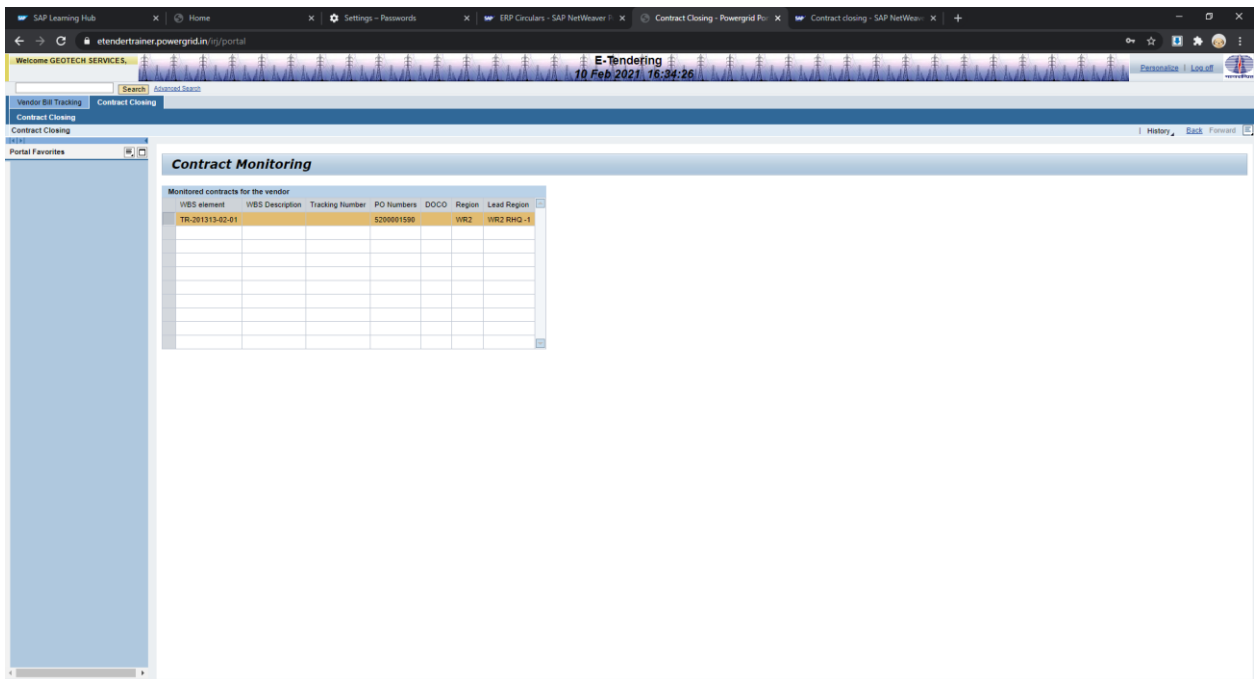 SAP Learning Hub
Home
Settings – Passwords
ERP Circulars - SAP NetWeaver P
Contract Closing - Powergrid Por
Contract closing - SAP NetWeav
etendertrainer.powergrid.in/irj/portal
Welcome GEOTECH SERVICES,
E-Tendering
10 Feb 2021 16:34:26
Personalize | Log off
Search Advanced Search
Vendor Bill Tracking Contract Closing
Contract Closing
Contract Closing
| History Back Forward
Portal Favorites
Contract Monitoring
Monitored contracts for the vendor
WBS element WBS Description Tracking Number PO Numbers DOCO Region Lead Region
TR-201313-02-01 5200001590 WR2 WR2 RHQ -1